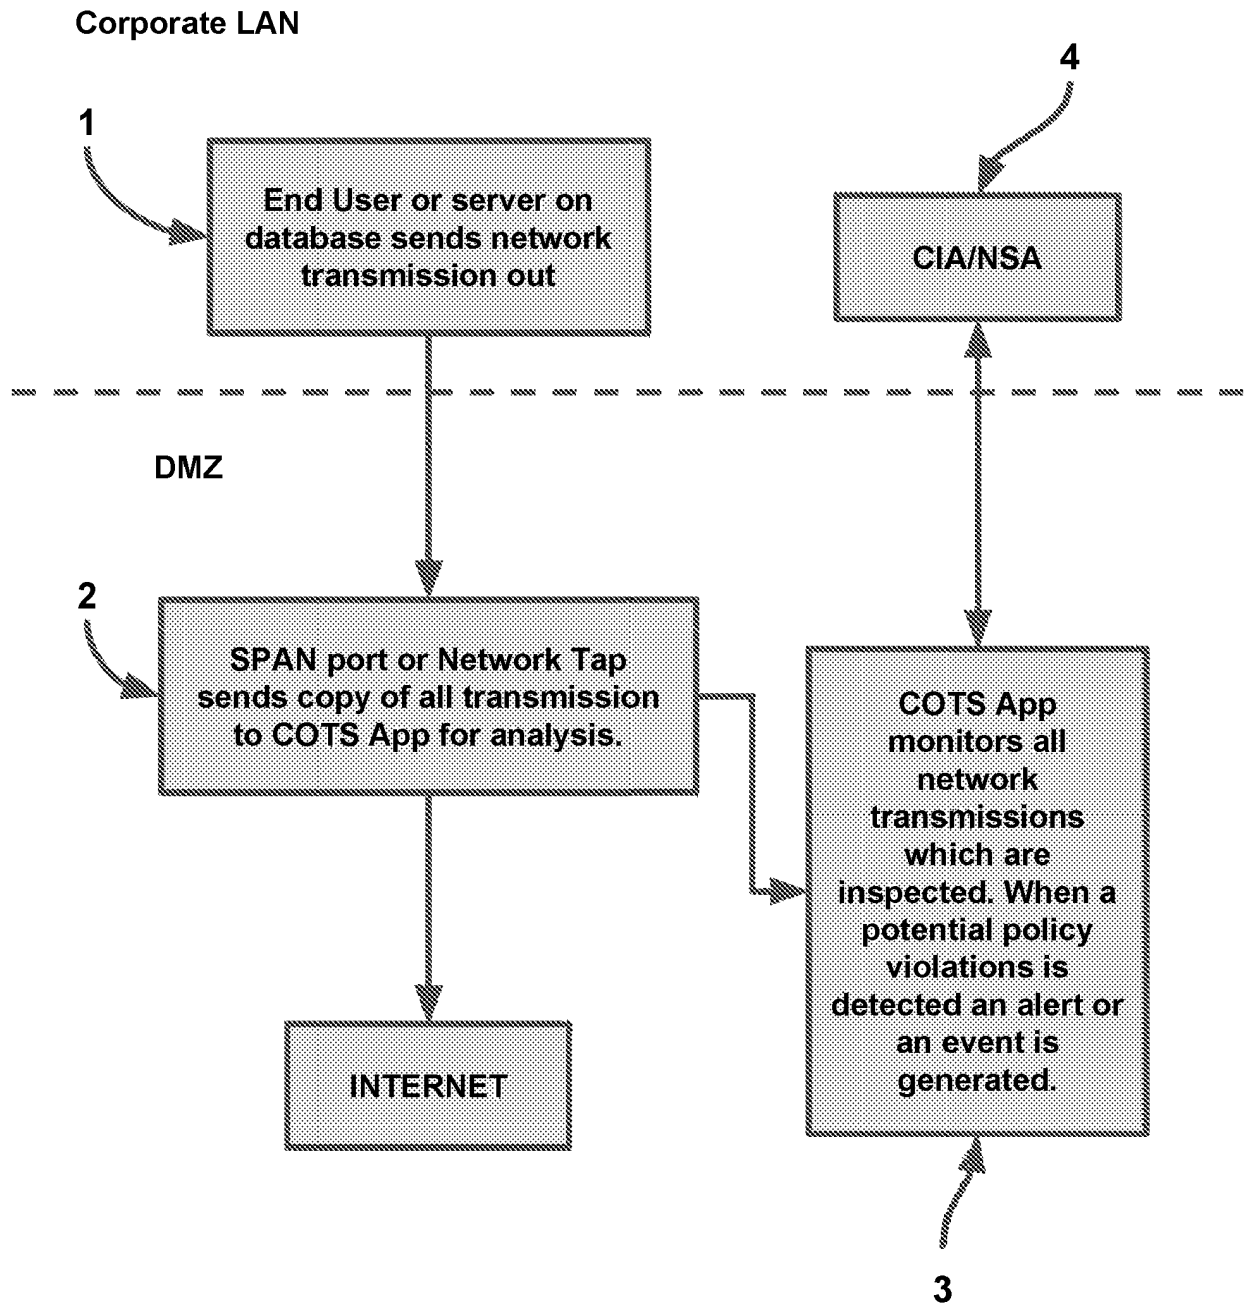 Corporate LAN
4
1
End User or server on
database sends network
transmission out
CIA/NSA
DMZ
2
SPAN port or Network Tap
sends copy of all transmission
to COTS App for analysis.
COTS App
monitors all
network
transmissions
which are
inspected. When a
potential policy
violations is
detected an alert or
an event is
generated.
INTERNET
3